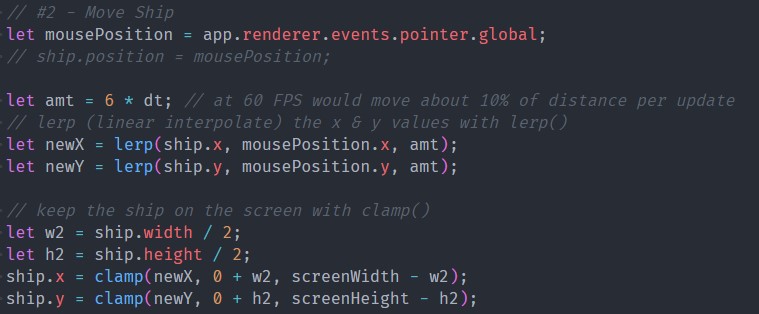 // #2 - Move Ship
let mousePosition = app.renderer.events.pointer.global;
// ship.position = mousePosition;
let amt = 6 * dt; // at 60 FPS would move about 10% of distance per update
// lerp (linear interpolate) the x & y values with lerp()
let newX = lerp(ship.x, mousePosition.x, amt);
let newY = lerp(ship.y, mousePosition.y, amt);
// keep the ship on the screen with clamp()
let w2 = ship.width / 2;
let h2 = ship.height / 2;
ship.x = clamp(newX, 0 + w2, screenWidth - w2);
ship.y = clamp(newY, 0 + h2, screenHeight - h2);